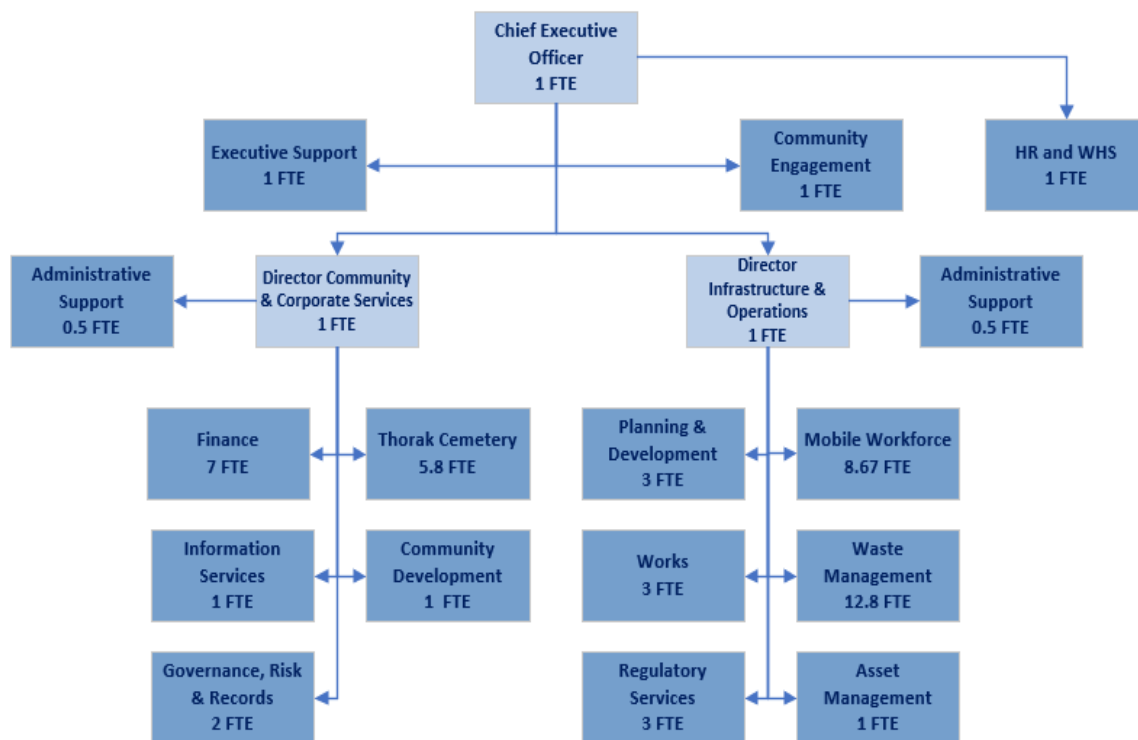 Chief Executive
Officer
1 FTE
Executive Support
1 FTE
Community
Engagement
1 FTE
HR and WHS
1 FTE
Administrative
Support
0.5 FTE
Director Community
& Corporate Services
1 FTE
Director
Infrastructure &
Operations
1 FTE
Administrative
Support
0.5 FTE
Finance
7 FTE
Thorak Cemetery
5.8 FTE
Planning &
Development
3 FTE
Mobile Workforce
8.67 FTE
Information
Services
1 FTE
Community
Development
1 FTE
Works
3 FTE
Waste
Management
12.8 FTE
Governance, Risk
& Records
2 FTE
Regulatory
Services
3 FTE
Asset
Management
1 FTE